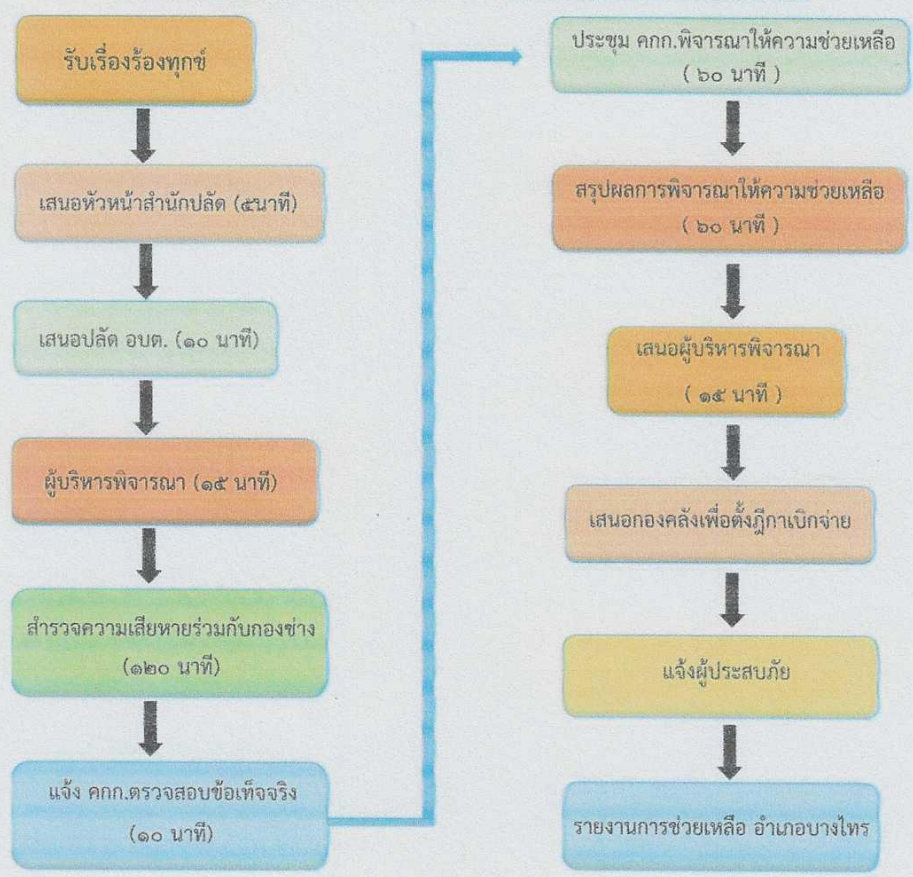 รับเรื่องร้องทุกข์
เสนอหัวหน้าสำนักปลัด (๕นาที)
เสนอปลัด อบต. (๑๐ นาที)
ผู้บริหารพิจารณา (๑๕ นาที)
สำรวจความเสียหายร่วมกับกองช่าง
(๑๒๐ นาที)
แจ้ง คกก.ตรวจสอบข้อเท็จจริง
(๑๐ นาที)
ประชุม คกก.พิจารณาให้ความช่วยเหลือ
( ๖๐ นาที )
สรุปผลการพิจารณาให้ความช่วยเหลือ
( ๖๐ นาที )
เสนอผู้บริหารพิจารณา
( ๑๕ นาที )
เสนอกองคลังเพื่อตั้งฎีกาเบิกจ่าย
แจ้งผู้ประสบภัย
รายงานการช่วยเหลือ อำเภอบางไทร